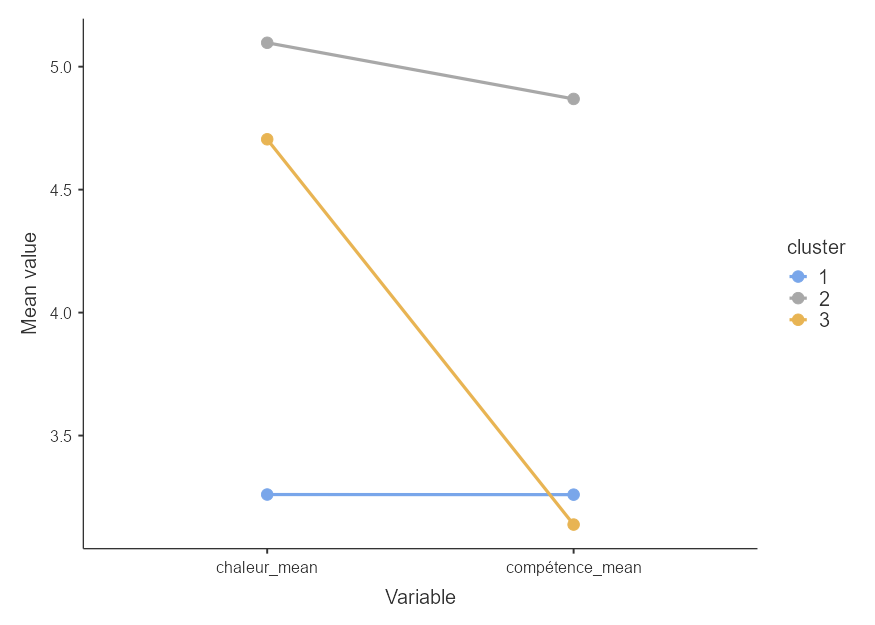 5.0
4.5
4.0
3.5
Mean value
chaleur_mean
compétence_mean
Variable
cluster
1
2
3